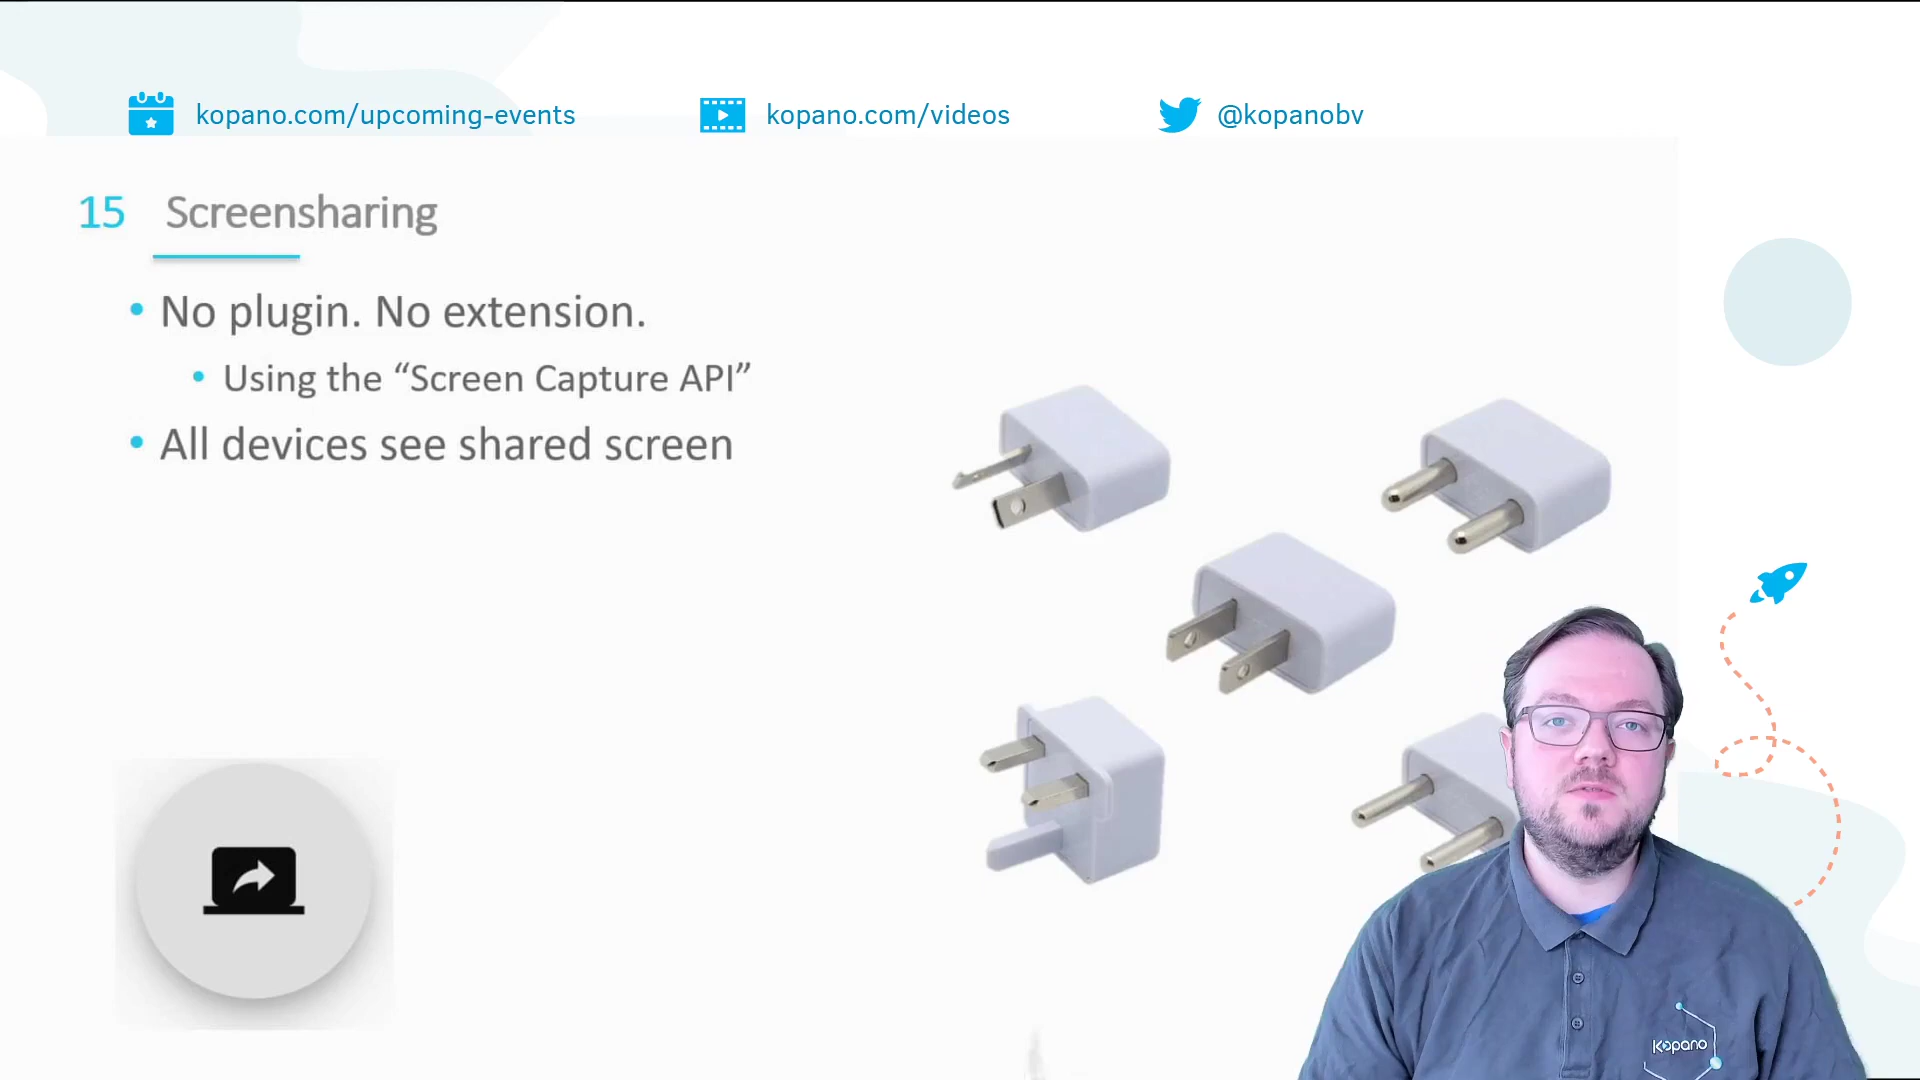 kopano.com/upcoming-events
kopano.com/videos
@kopanobv
15 Screensharing
• No plugin. No extension.
• Using the “Screen Capture API”
• All devices see shared screen
kopano